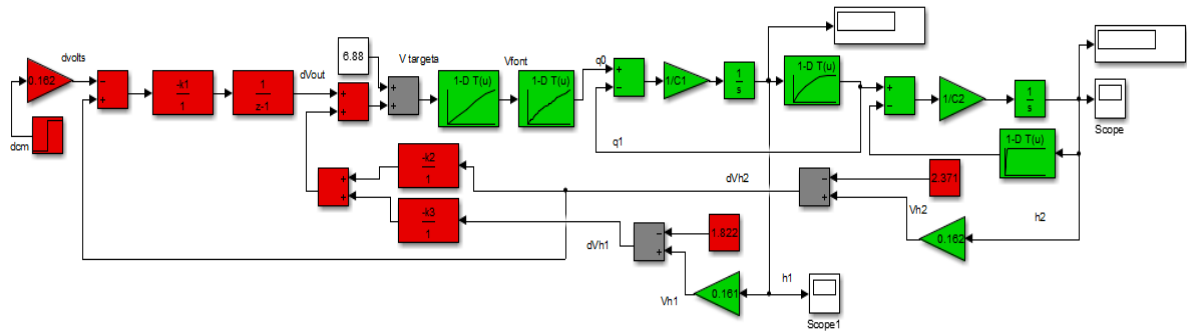 dvolts
0.162
dcm
-k1
1
1
z-1
dVout
6.88
V targeta
1-D T(u)
Vfont
1-D T(u)
q0
1/C1
1
s
1-D T(u)
1/C2
1
s
Scope
q1
1-D T(u)
-k2
1
-k3
1
dVh2
2.371
Vh2
0.162
h2
dVh1
1.822
Vh1
0.161
h1
Scope1